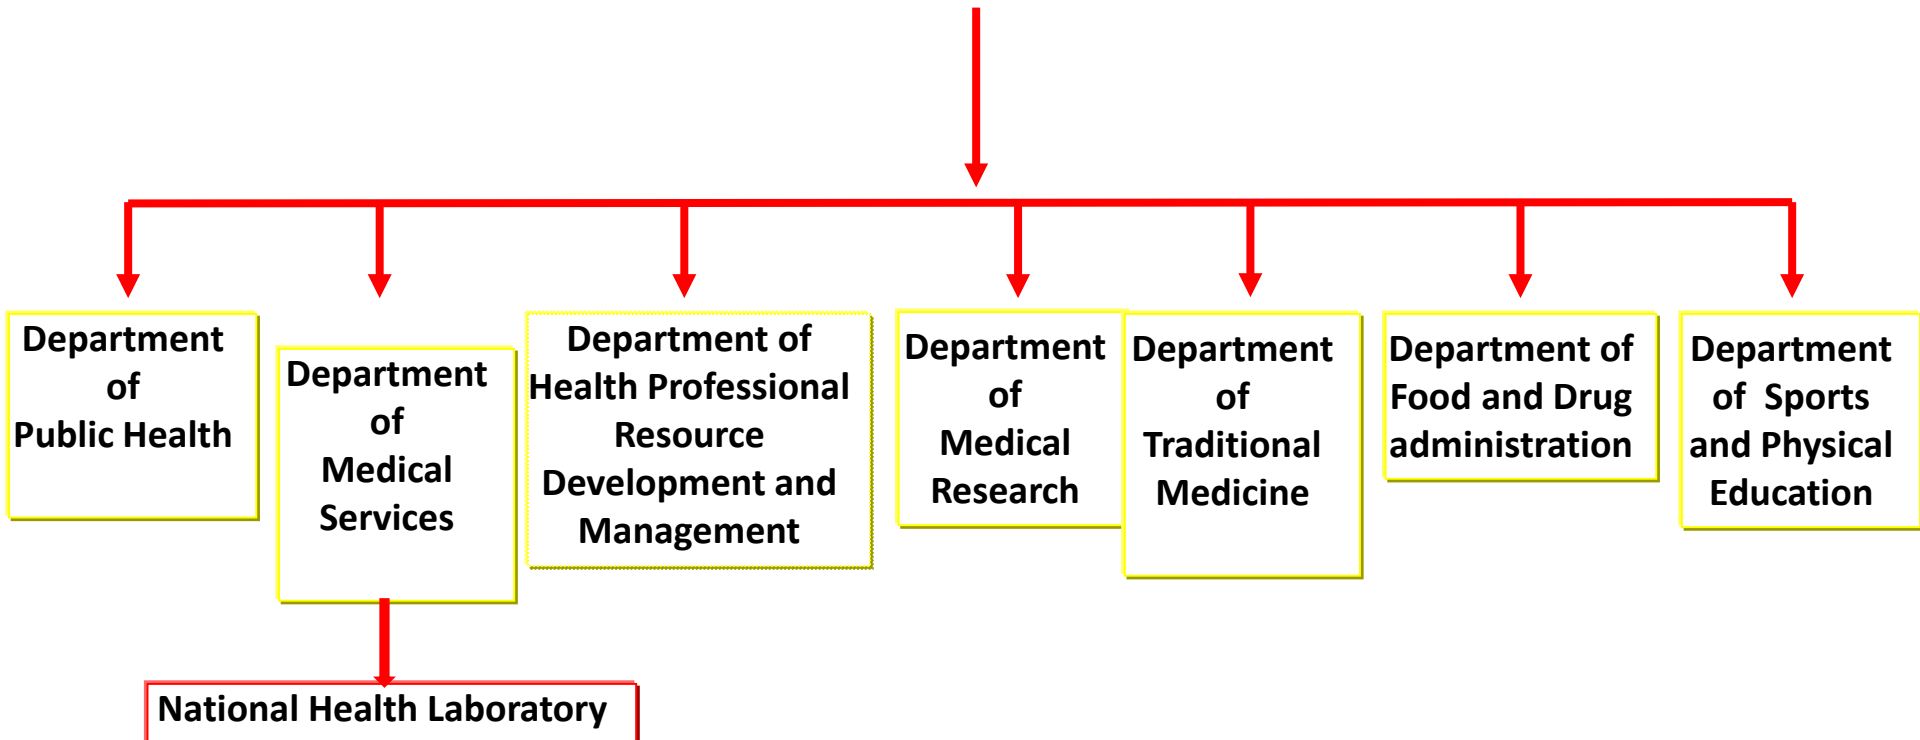 Department
of
Public Health
Department
of
Medical
Services
Department of
Health Professional
Resource
Development and
Management
Department
of
Medical
Research
Department
of
Traditional
Medicine
Department of
Food and Drug
administration
Department
of  Sports
and Physical
Education
National Health Laboratory